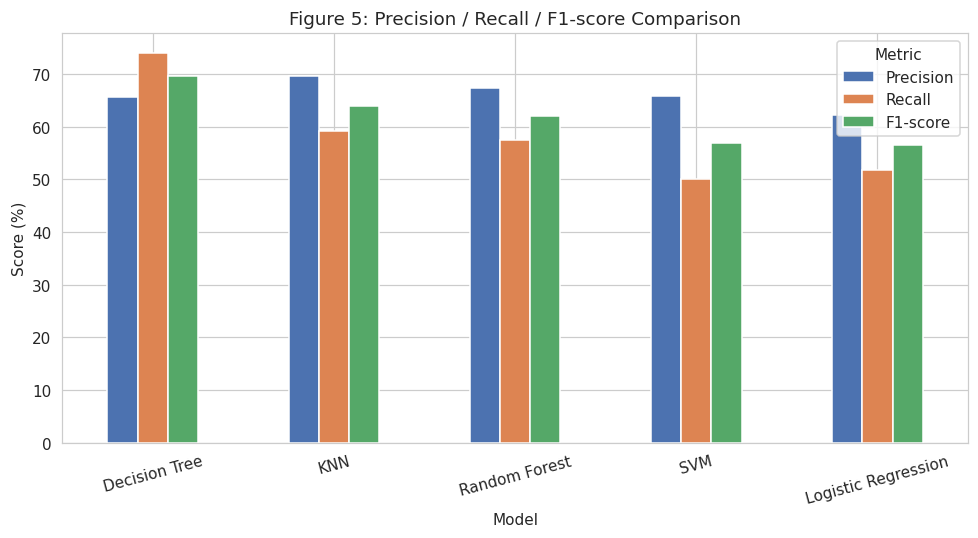 Figure 5: Precision / Recall / F1-score Comparison
Metric
Precision
Recall
F1-score
Score (%)
70
60
50
40
30
20
10
0
Decision Tree
KNN
Random Forest
SVM
Logistic Regression
Model